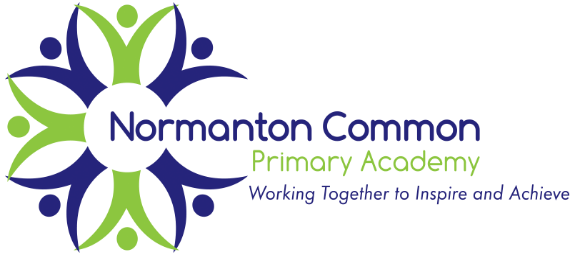 Normanton Common
Primary Academy
Working Together to Inspire and Achieve